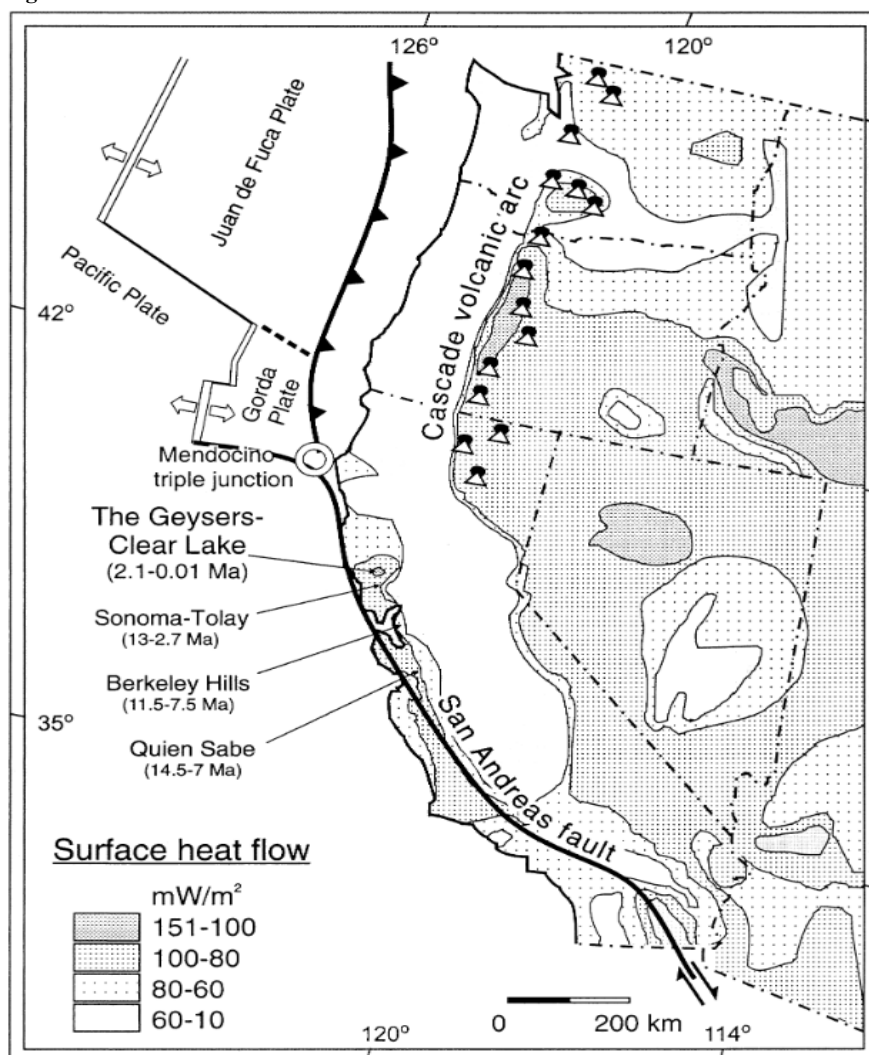 126°
120°
Juan de Fuca Plate
Pacific Plate
42°
Gorda
Plate
Cascade volcanic arc
Mendocino
triple junction
The Geysers-
Clear Lake
(2.1-0.01 Ma)
Sonoma-Tolay
(13-2.7 Ma)
Berkeley Hills
(11.5-7.5 Ma)
35°
Quien Sabe
(14.5-7 Ma)
San Andreas fault
Surface heat flow
mW/m²
151-100
100-80
80-60
60-10
0 200 km
120°
114°